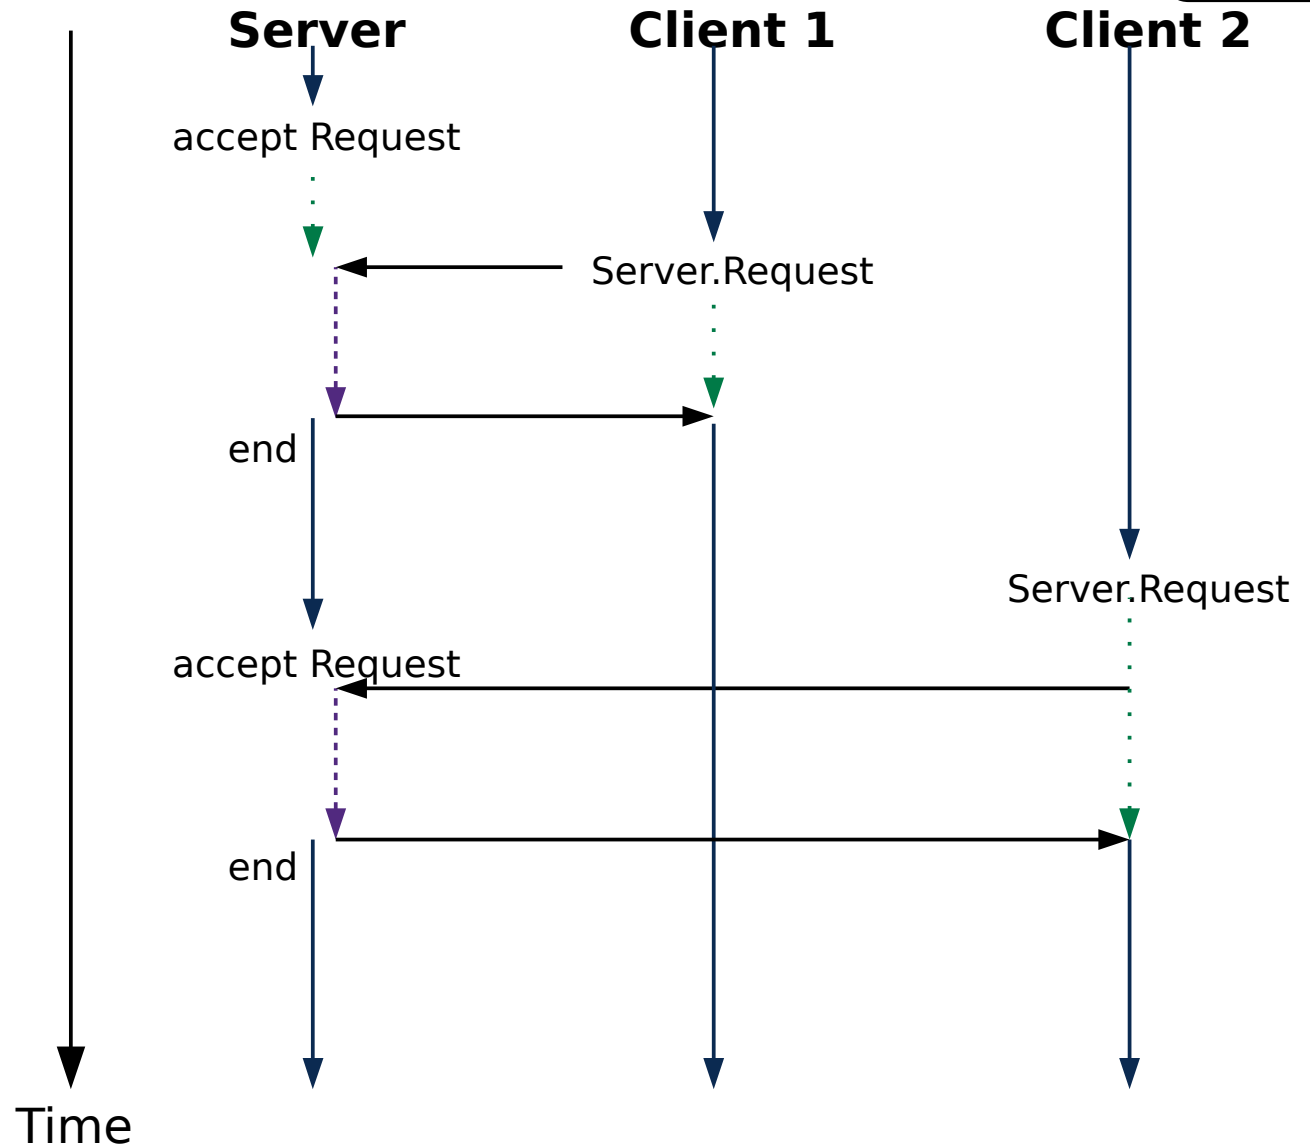 Server
Client 1
Client 2
accept Request
Server.Request
end
Server.Request
accept Request
end
Time